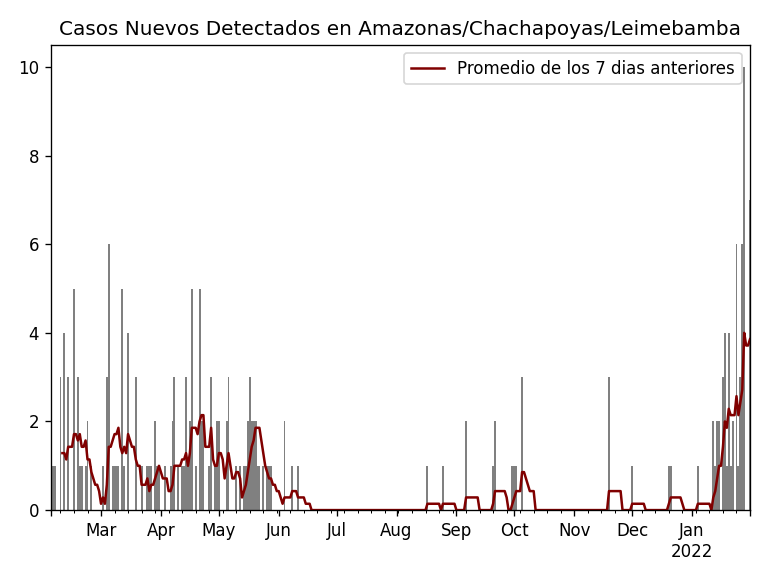 Casos Nuevos Detectados en Amazonas/Chachapoyas/Leimebamba
Promedio de los 7 dias anteriores
10
8
6
4
2
0
Mar Apr May Jun Jul Aug Sep Oct Nov Dec Jan
2022